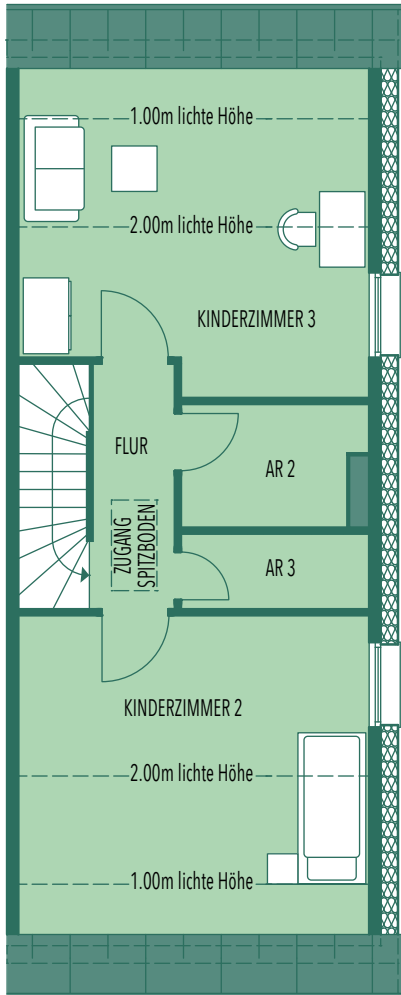 1.00m lichte Höhe
2.00m lichte Höhe
KINDERZIMMER 3
FLUR
AR 2
ZUGANG
SPITZBODEN
AR 3
KINDERZIMMER 2
2.00m lichte Höhe
1.00m lichte Höhe